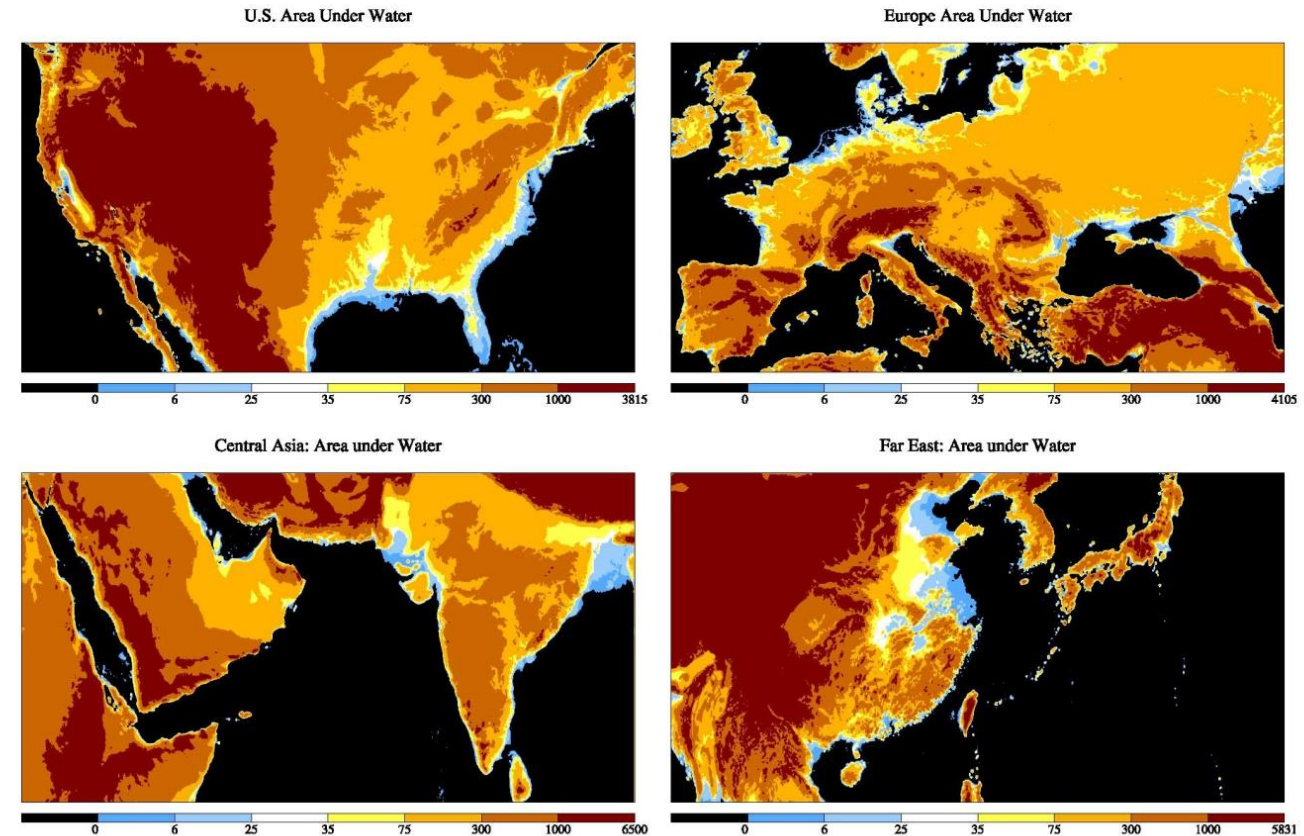 U.S. Area Under Water
Europe Area Under Water
0 6 25 35 75 300 1000 3815
0 6 25 35 75 300 1000 4105
Central Asia: Area under Water
Far East: Area under Water
0 6 25 35 75 300 1000 6500
0 6 25 35 75 300 1000 5831